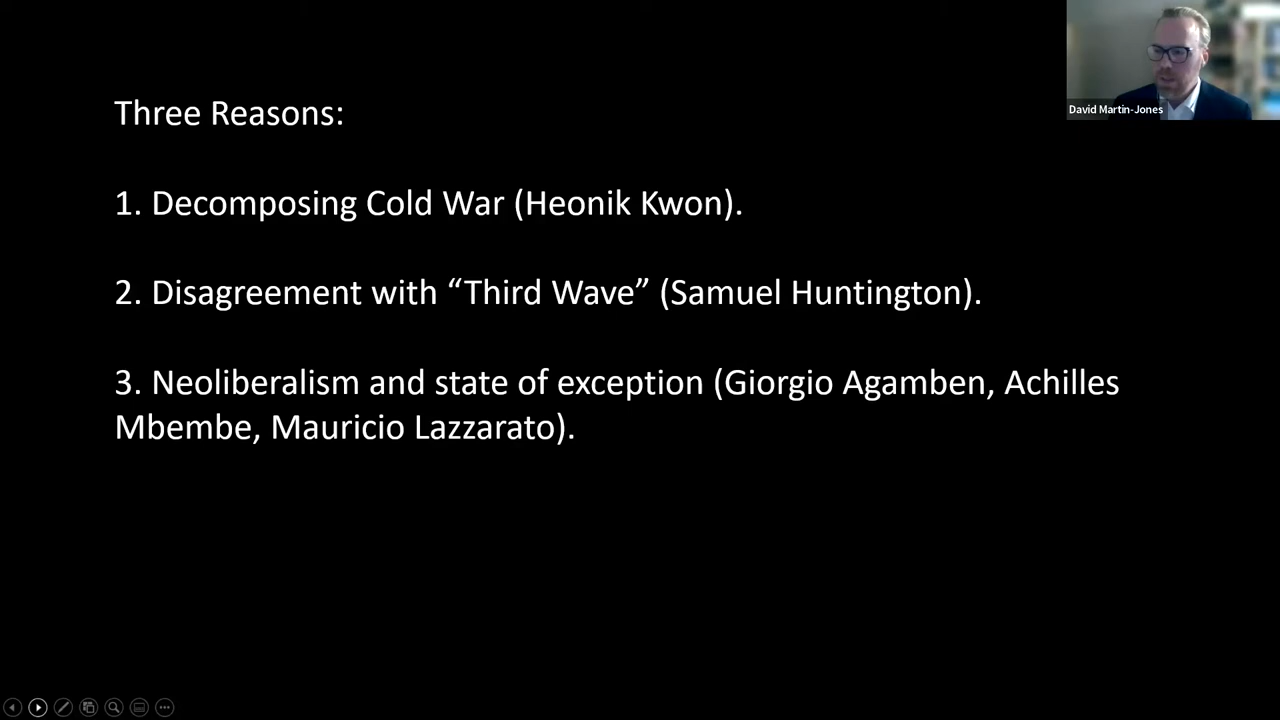 David Martin-Jones
Three Reasons:
1. Decomposing Cold War (Heonik Kwon).
2. Disagreement with “Third Wave” (Samuel Huntington).
3. Neoliberalism and state of exception (Giorgio Agamben, Achilles
Mbembe, Mauricio Lazzarato).